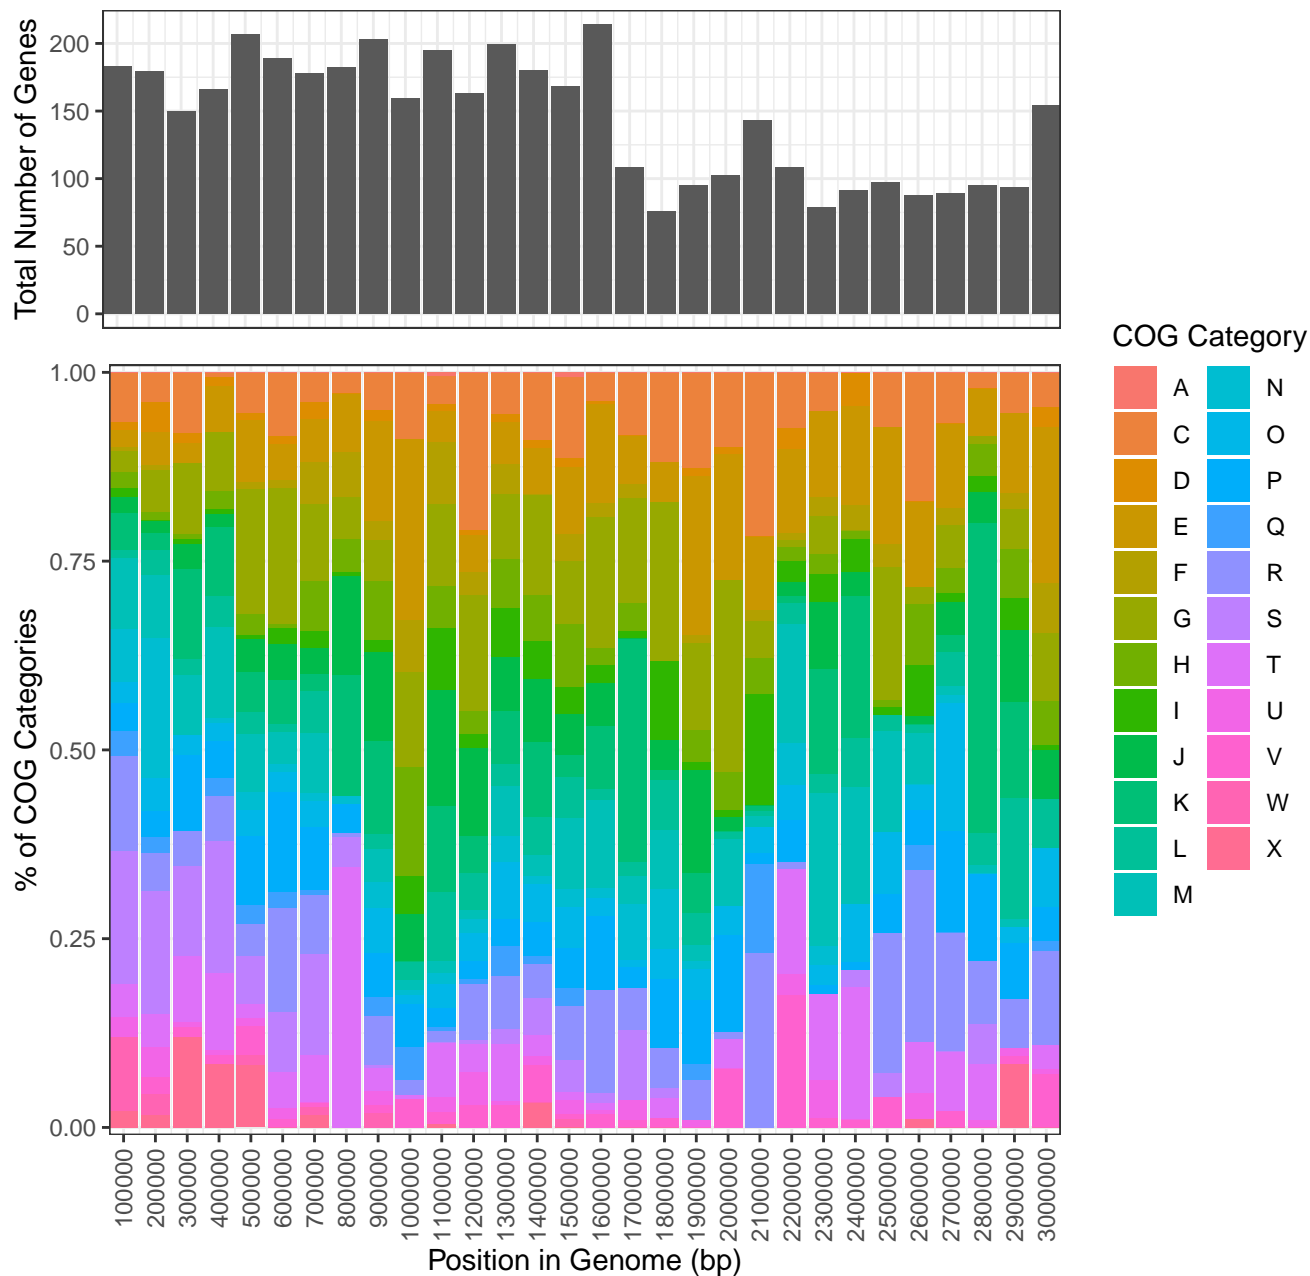 Total Number of Genes
200
150
100
50
0
% of COG Categories
1.00
0.75
0.50
0.25
0.00
100000
200000
300000
400000
500000
600000
700000
800000
900000
1000000
1100000
1200000
1300000
1400000
1500000
1600000
1700000
1800000
1900000
2000000
2100000
2200000
2300000
2400000
2500000
2600000
2700000
2800000
2900000
3000000
Position in Genome (bp)
COG Category
A
C
D
E
F
G
H
I
J
K
L
M
N
O
P
Q
R
S
T
U
V
W
X